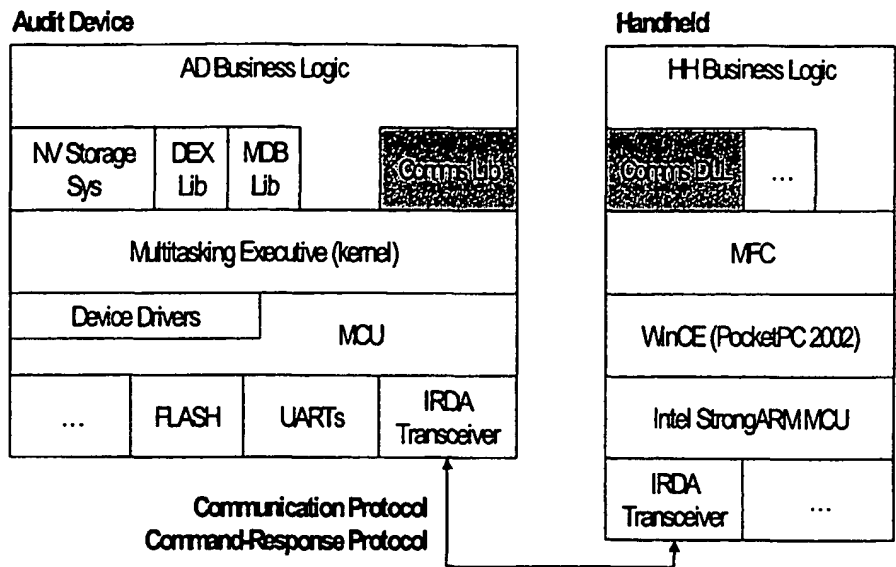 Audit Device
Handheld
AD Business Logic
NV Storage
Sys
DEX
Lib
MDB
Lib
Comms Lib
Multitasking Executive (kernel)
Device Drivers
MCU
...
FLASH
UARTs
IRDA
Transceiver
HH Business Logic
Comms DLL
...
MFC
WinCE (PocketPC 2002)
Intel StrongARM MCU
IRDA
Transceiver
...
Communication Protocol
Command-Response Protocol